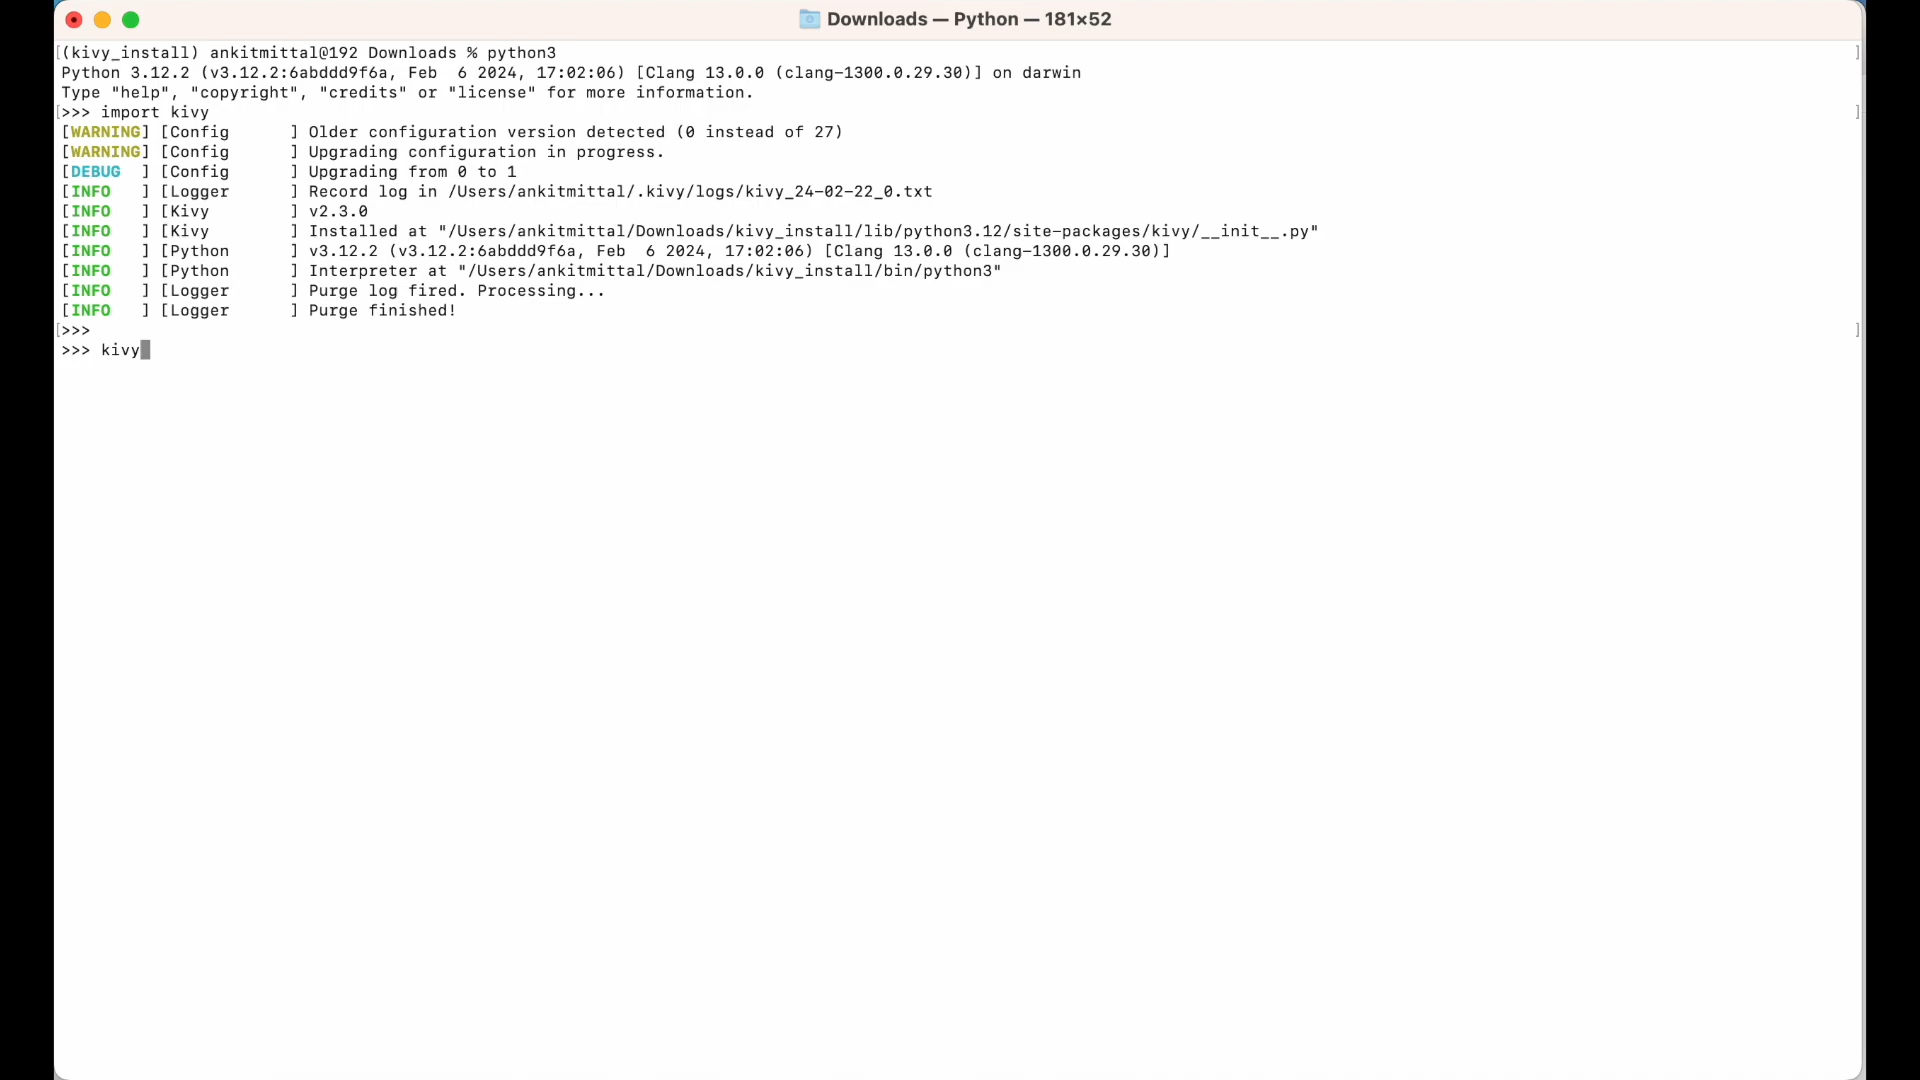 Downloads — Python — 181×52
(kivy_install) ankitmittal@192 Downloads % python3
Python 3.12.2 (v3.12.2:6abddd9f6a, Feb  6 2024, 17:02:06) [Clang 13.0.0 (clang-1300.0.29.30)] on darwin
Type "help", "copyright", "credits" or "license" for more information.
>>> import kivy
[WARNING] [Config      ] Older configuration version detected (0 instead of 27)
[WARNING] [Config      ] Upgrading configuration in progress.
[DEBUG  ] [Config      ] Upgrading from 0 to 1
[INFO   ] [Logger      ] Record log in /Users/ankitmittal/.kivy/logs/kivy_24-02-22_0.txt
[INFO   ] [Kivy        ] v2.3.0
[INFO   ] [Kivy        ] Installed at "/Users/ankitmittal/Downloads/kivy_install/lib/python3.12/site-packages/kivy/__init__.py"
[INFO   ] [Python      ] v3.12.2 (v3.12.2:6abddd9f6a, Feb  6 2024, 17:02:06) [Clang 13.0.0 (clang-1300.0.29.30)]
[INFO   ] [Python      ] Interpreter at "/Users/ankitmittal/Downloads/kivy_install/bin/python3"
[INFO   ] [Logger      ] Purge log fired. Processing...
[INFO   ] [Logger      ] Purge finished!
>>>
>>> kivy